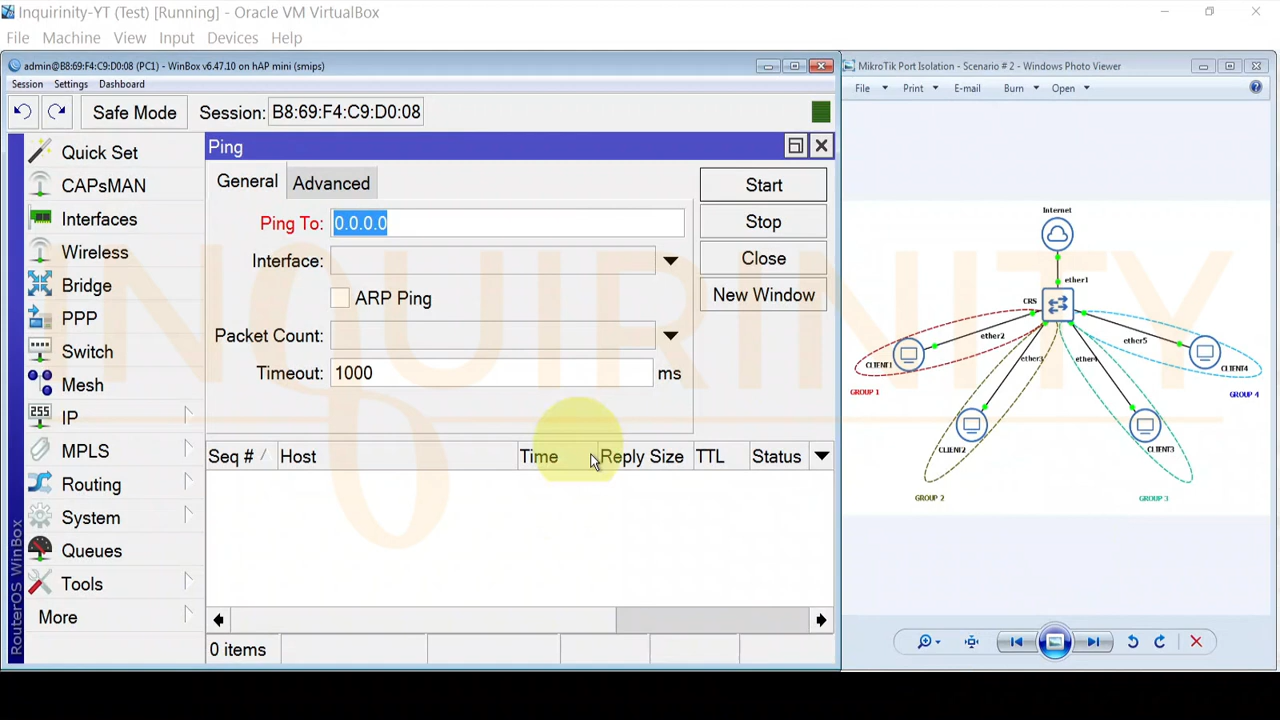 Inquirinity-YT (Test) [Running] - Oracle VM VirtualBox
File Machine View Input Devices Help
admin@B8:69:F4:C9:D0:08 (PC1) - WinBox v6.47.10 on hAP mini (smips)
Session Settings Dashboard
Safe Mode Session: B8:69:F4:C9:D0:08
Quick Set
CAPsMAN
Interfaces
Wireless
Bridge
PPP
Switch
Mesh
255
IP
MPLS
Routing
System
Queues
Tools
More
RouterOS WinBox
Ping
General Advanced
Ping To: 0.0.0.0
Interface:
ARP Ping
Packet Count:
Timeout: 1000 ms
Start
Stop
Close
New Window
Seq # Host Time Reply Size TTL Status
0 items
INQUIRINITY
MikroTik Port Isolation - Scenario # 2 - Windows Photo Viewer
File Print E-mail Burn Open
Internet
ether1
CRS
ether2 ether3 ether4 ether5
CLIENT1 CLIENT4
GROUP 1 GROUP 4
CLIENT2 CLIENT3
GROUP 2 GROUP 3